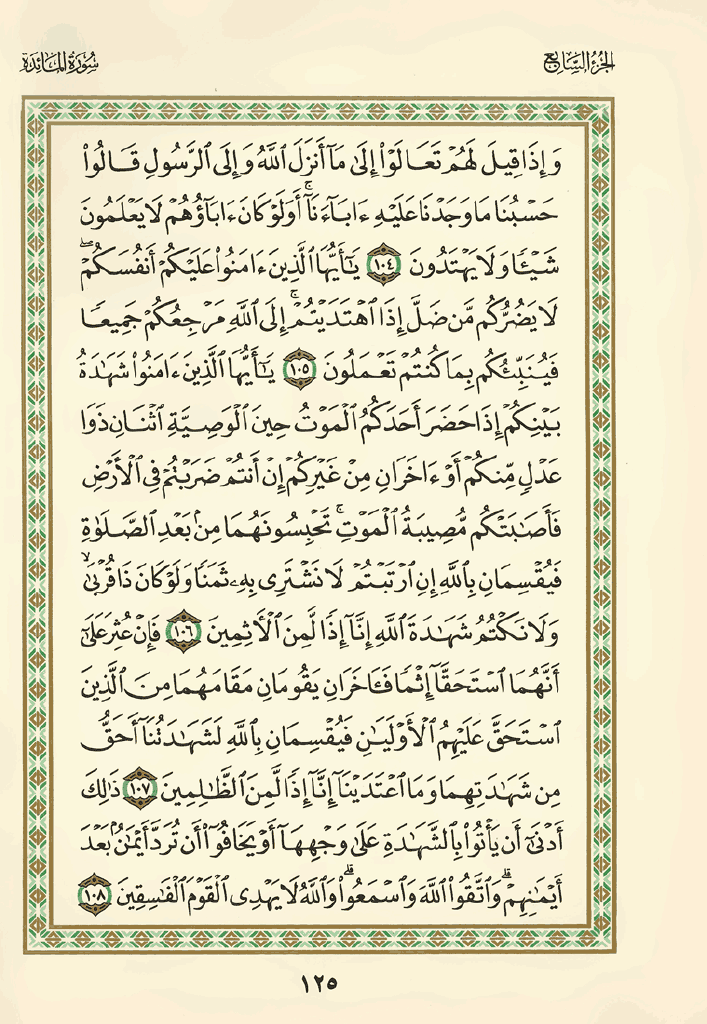 الجزء السابع
سورة المائدة
وَإِذَا قِيلَ لَهُمْ تَعَالَوْا۟ إِلَىٰ مَآ أَنزَلَ ٱللَّهُ وَإِلَى ٱلرَّسُولِ قَالُوا۟
حَسْبُنَا مَا وَجَدْنَا عَلَيْهِ ءَابَآءَنَآ ۚ أَوَلَوْ كَانَ ءَابَآؤُهُمْ لَا يَعْلَمُونَ
شَيْـًٔا وَلَا يَهْتَدُونَ ١٠٤ يَـٰٓأَيُّهَا ٱلَّذِينَ ءَامَنُوا۟ عَلَيْكُمْ أَنفُسَكُمْ ۖ
لَا يَضُرُّكُم مَّن ضَلَّ إِذَا ٱهْتَدَيْتُمْ ۚ إِلَى ٱللَّهِ مَرْجِعُكُمْ جَمِيعًا
فَيُنَبِّئُكُم بِمَا كُنتُمْ تَعْمَلُونَ ١٠٥ يَـٰٓأَيُّهَا ٱلَّذِينَ ءَامَنُوا۟ شَهَـٰدَةُ
بَيْنِكُمْ إِذَا حَضَرَ أَحَدَكُمُ ٱلْمَوْتُ حِينَ ٱلْوَصِيَّةِ ٱثْنَانِ ذَوَا
عَدْلٍ مِّنكُمْ أَوْ ءَاخَرَانِ مِنْ غَيْرِكُمْ إِنْ أَنتُمْ ضَرَبْتُمْ فِى ٱلْأَرْضِ
فَأَصَـٰبَتْكُم مُّصِيبَةُ ٱلْمَوْتِ ۚ تَحْبِسُونَهُمَا مِنۢ بَعْدِ ٱلصَّلَوٰةِ
فَيُقْسِمَانِ بِٱللَّهِ إِنِ ٱرْتَبْتُمْ لَا نَشْتَرِى بِهِۦ ثَمَنًا وَلَوْ كَانَ ذَا قُرْبَىٰ ۙ
وَلَا نَكْتُمُ شَهَـٰدَةَ ٱللَّهِ إِنَّآ إِذًا لَّمِنَ ٱلْـَٔاثِمِينَ ١٠٦ فَإِنْ عُثِرَ عَلَىٰٓ
أَنَّهُمَا ٱسْتَحَقَّآ إِثْمًا فَـَٔاخَرَانِ يَقُومَانِ مَقَامَهُمَا مِنَ ٱلَّذِينَ
ٱسْتَحَقَّ عَلَيْهِمُ ٱلْأَوْلَيَـٰنِ فَيُقْسِمَانِ بِٱللَّهِ لَشَهَـٰدَتُنَآ أَحَقُّ
مِن شَهَـٰدَتِهِمَا وَمَا ٱعْتَدَيْنَآ إِنَّآ إِذًا لَّمِنَ ٱلظَّـٰلِمِينَ ١٠٧ ذَٰلِكَ
أَدْنَىٰٓ أَن يَأْتُوا۟ بِٱلشَّهَـٰدَةِ عَلَىٰ وَجْهِهَآ أَوْ يَخَافُوٓا۟ أَن تُرَدَّ أَيْمَـٰنٌۢ بَعْدَ
أَيْمَـٰنِهِمْ ۗ وَٱتَّقُوا۟ ٱللَّهَ وَٱسْمَعُوا۟ ۗ وَٱللَّهُ لَا يَهْدِى ٱلْقَوْمَ ٱلْفَـٰسِقِينَ ١٠٨
١٢٥